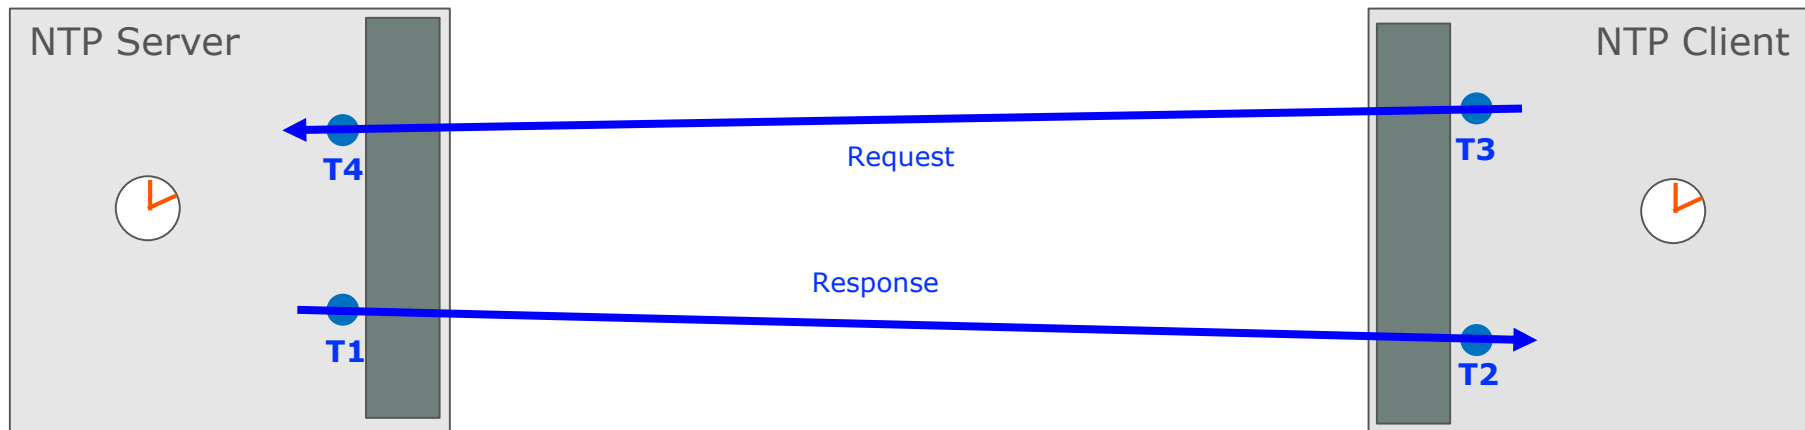 NTP Server
NTP Client
T4
Request
T3
Response
T1
T2